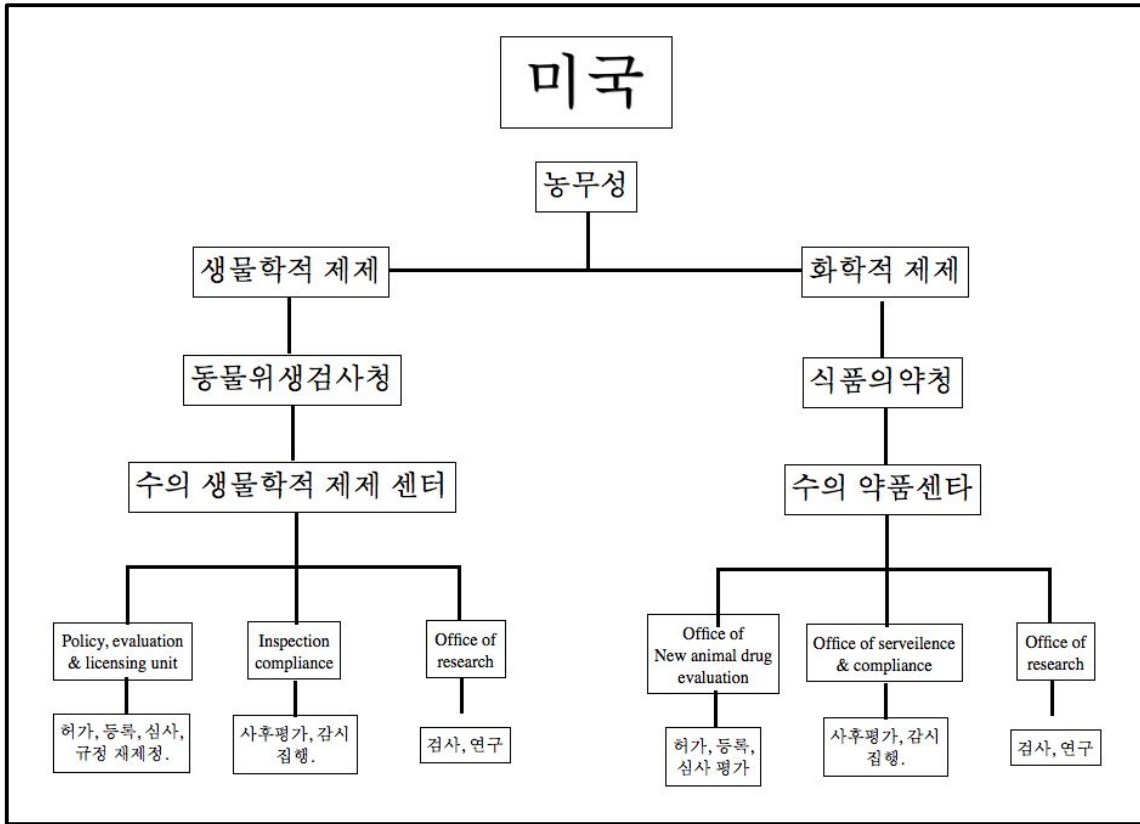 미국
농무성
생물학적 제제
화학적 제제
동물위생검사청
식품의약청
수의 생물학적 제제 센터
수의 약품센타
Policy, evaluation
& licensing unit
Inspection
compliance
Office of
research
Office of
New animal drug
evaluation
Office of serveilence
& compliance
Office of
research
허가, 등록, 심사,
규정 재제정.
사후평가, 감시
집행.
검사, 연구
허가, 등록,
심사 평가
사후평가, 감시
집행.
검사, 연구